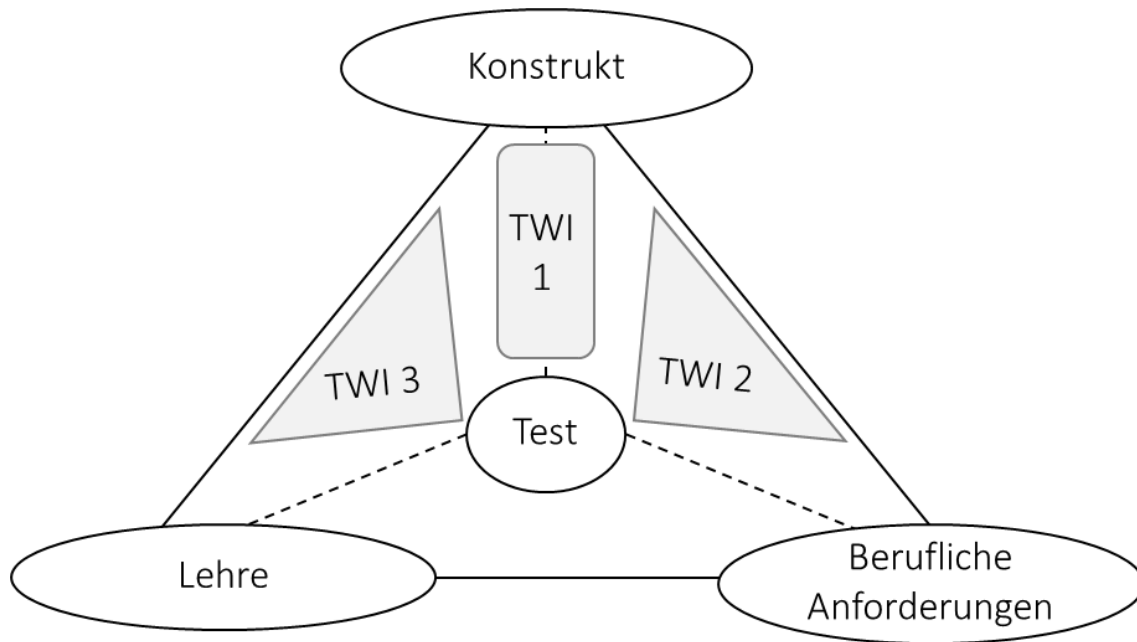 Konstrukt
TWI
1
TWI 3
TWI 2
Test
Lehre
Berufliche
Anforderungen